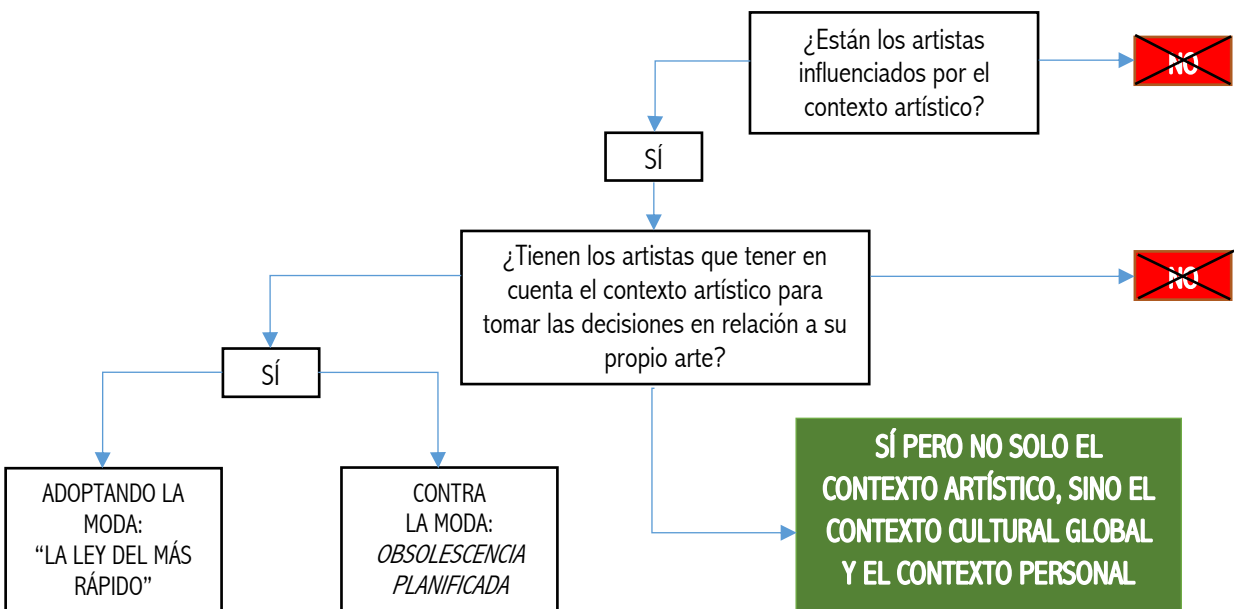 ¿Están los artistas
influenciados por el
contexto artístico?
NO
SÍ
¿Tienen los artistas que tener en
cuenta el contexto artístico para
tomar las decisiones en relación a su
propio arte?
NO
SÍ
ADOPTANDO LA
MODA:
“LA LEY DEL MÁS
RÁPIDO”
CONTRA
LA MODA:
OBSOLESCENCIA
PLANIFICADA
SÍ PERO NO SOLO EL
CONTEXTO ARTÍSTICO, SINO EL
CONTEXTO CULTURAL GLOBAL
Y EL CONTEXTO PERSONAL